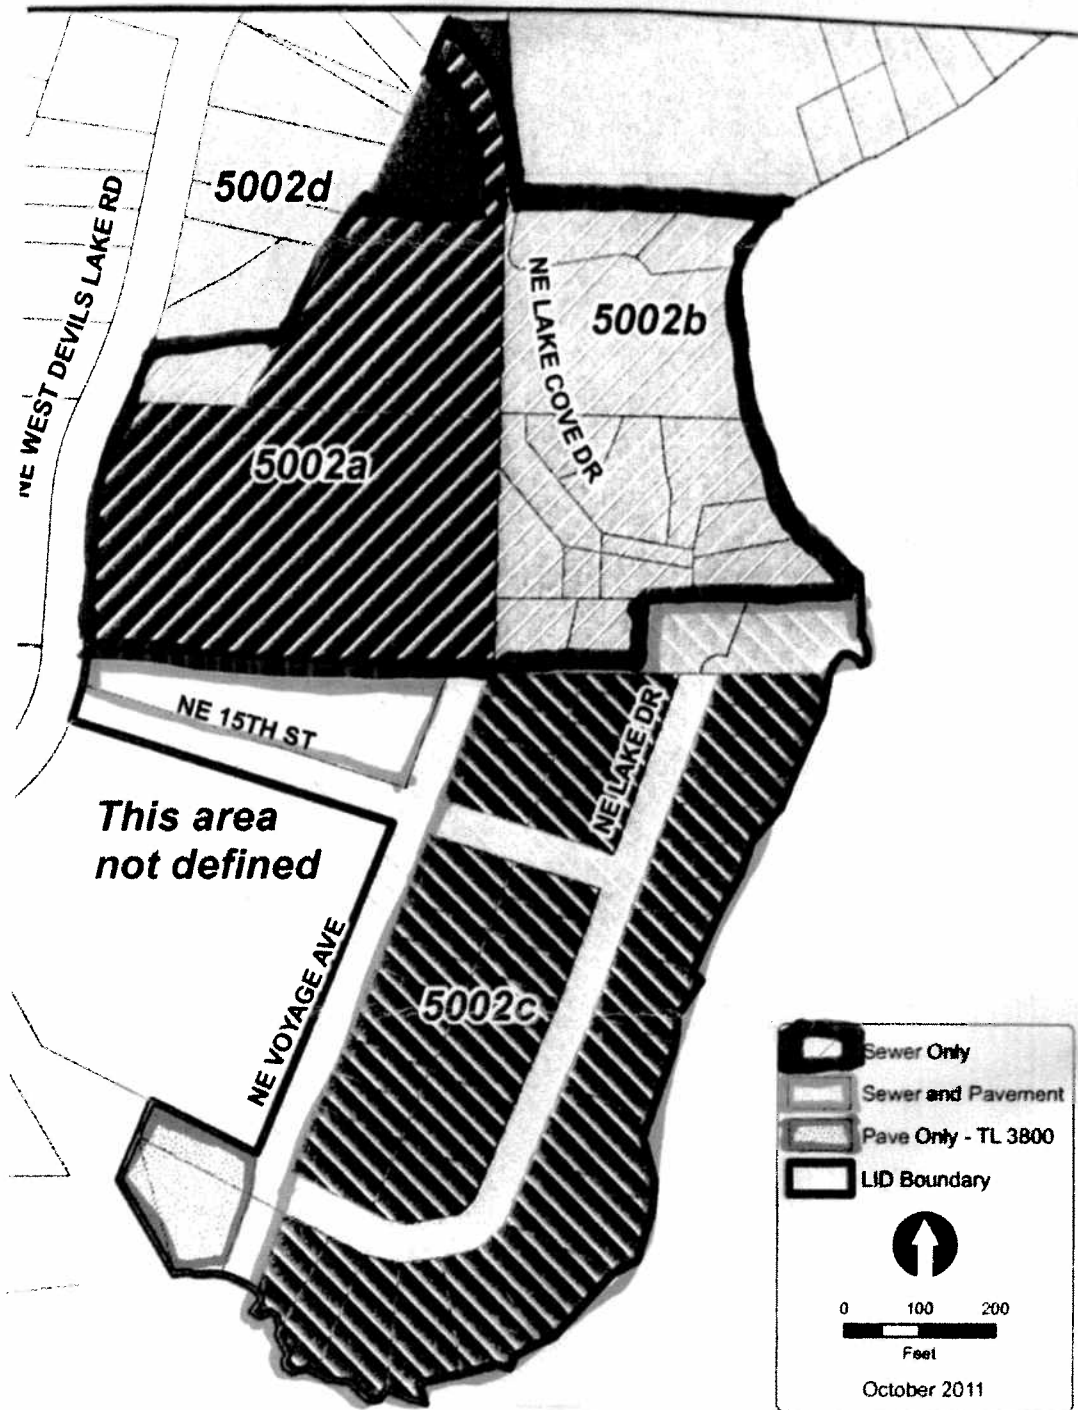 5002d
NE WEST DEVILS LAKE RD
NE LAKE COVE DR
5002b
5002a
NE 15TH ST
NE LAKE DR
This area
not defined
NE VOYAGE AVE
5002c
Sewer Only
Sewer and Pavement
Pave Only - TL 3800
LID Boundary
0 100 200
Feet
October 2011